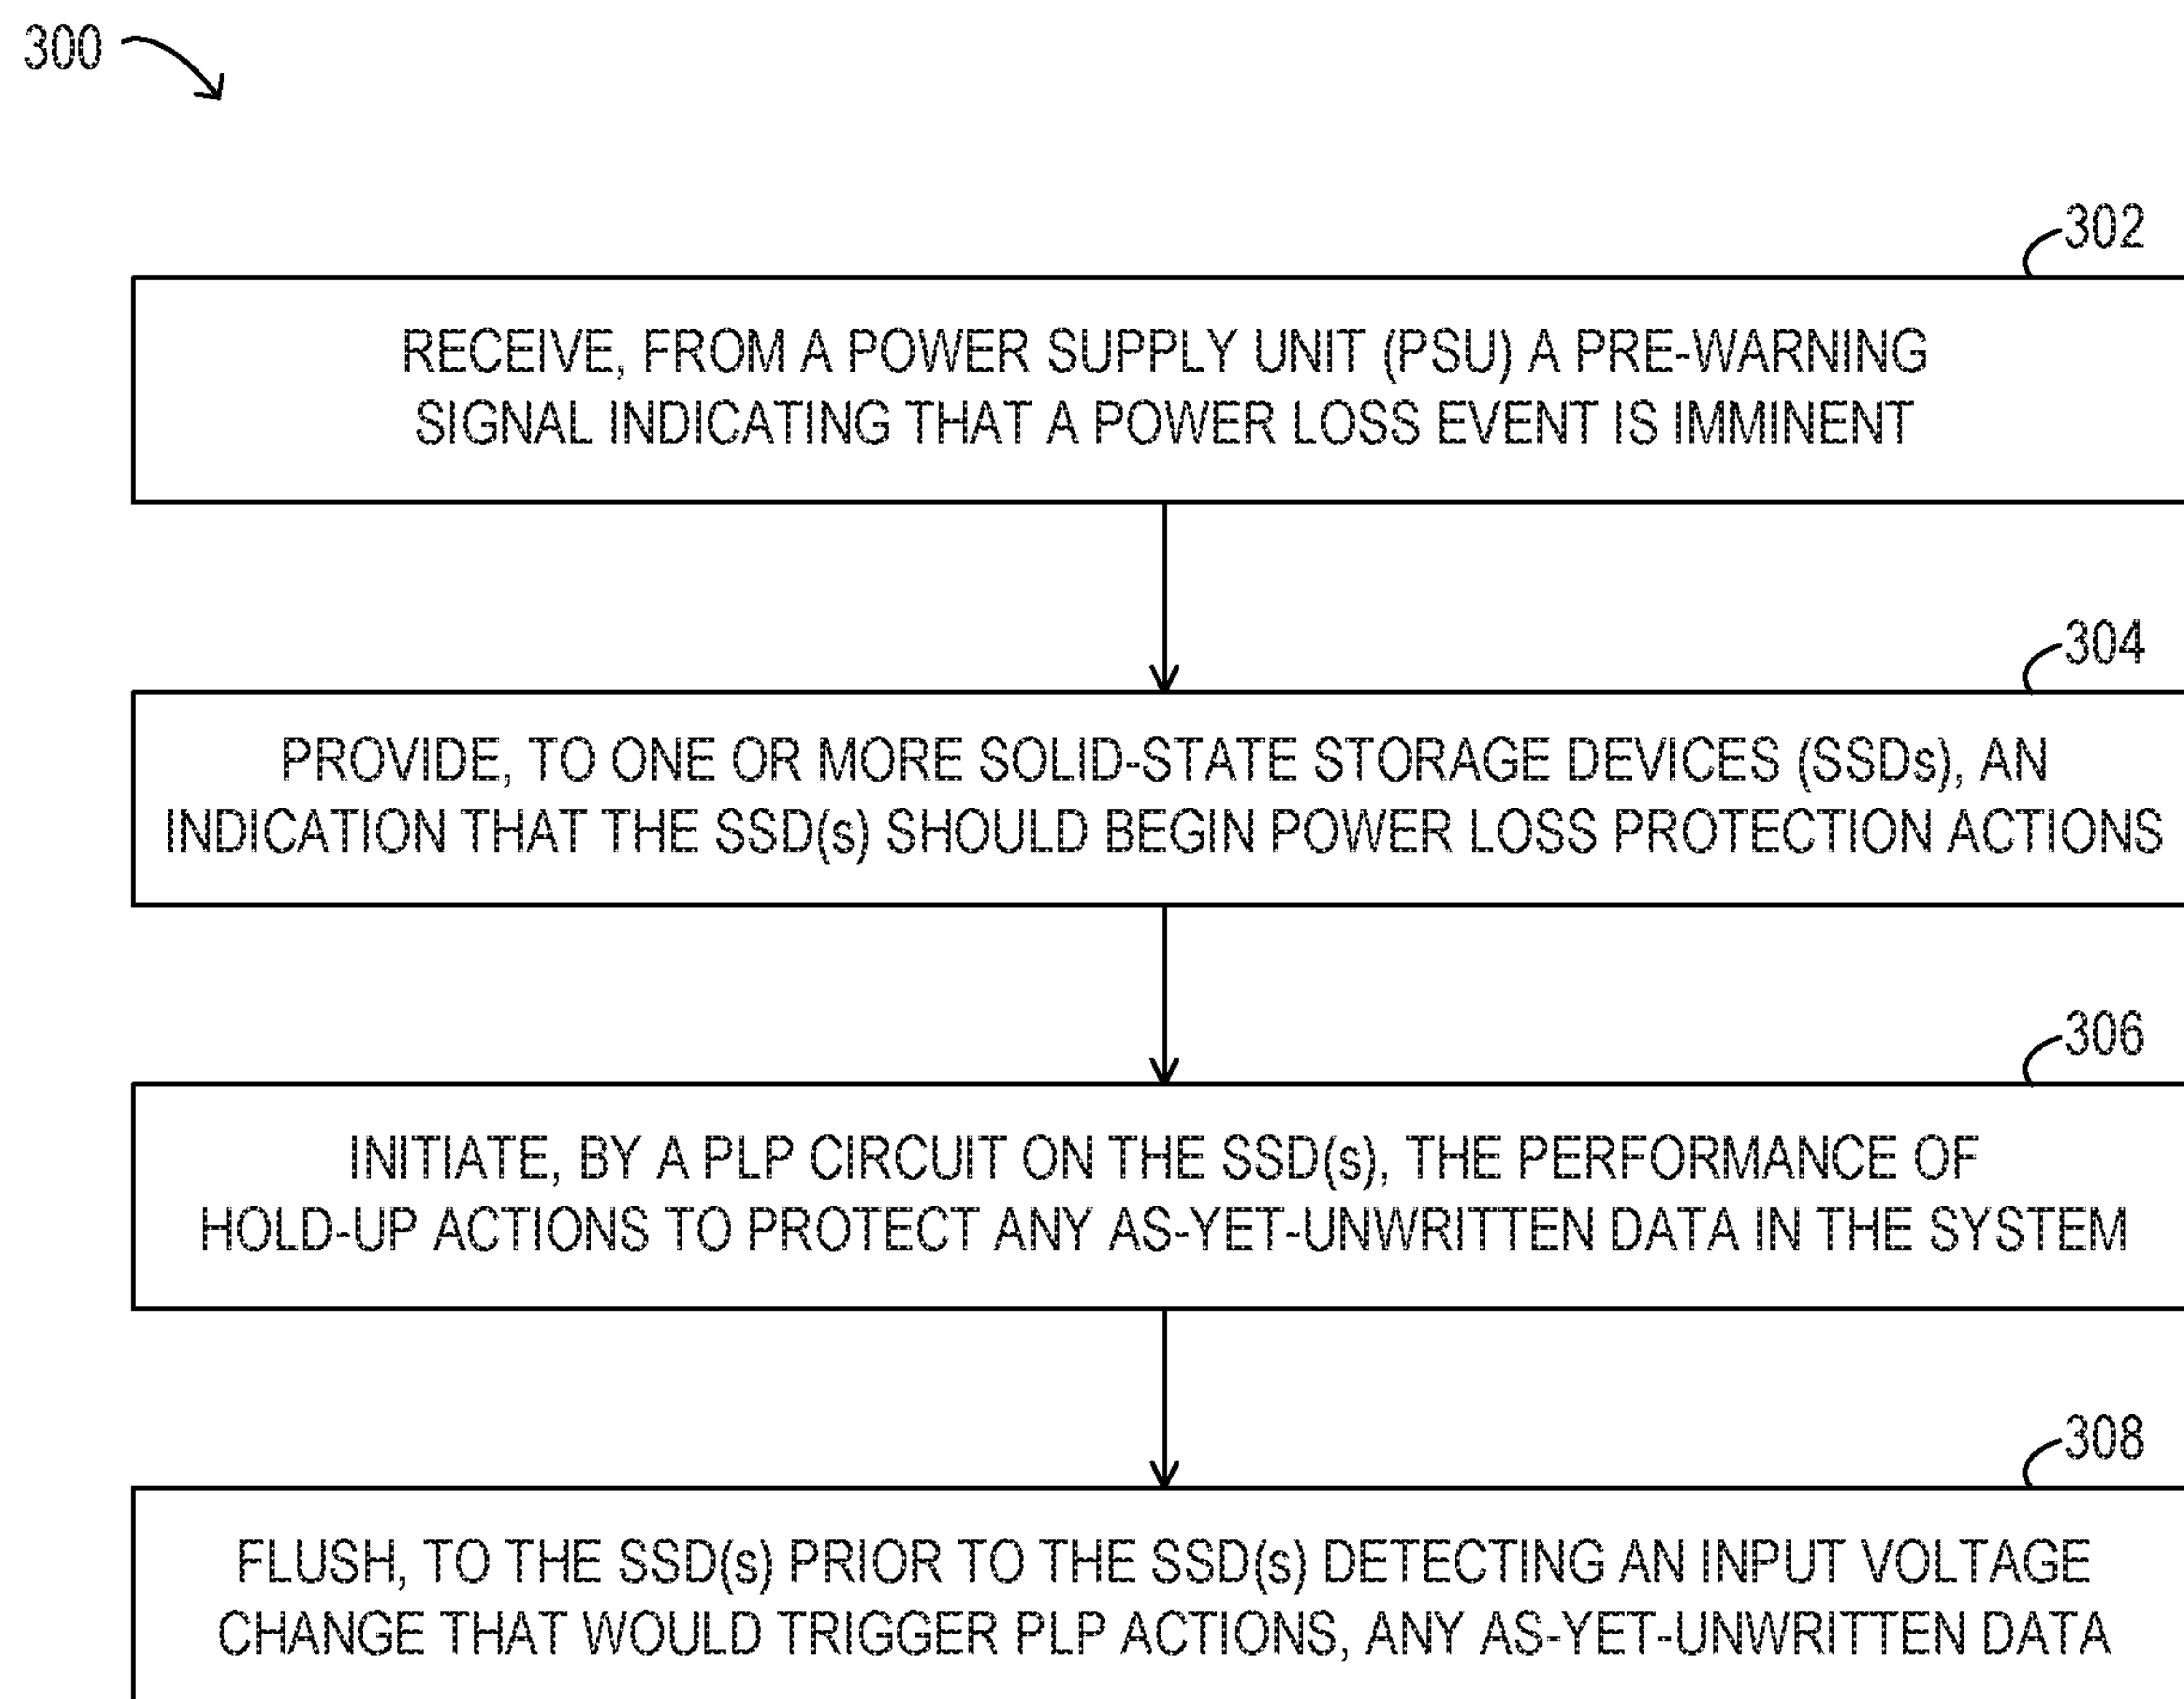 300
302
RECEIVE, FROM A POWER SUPPLY UNIT (PSU) A PRE-WARNING
SIGNAL INDICATING THAT A POWER LOSS EVENT IS IMMINENT
304
PROVIDE, TO ONE OR MORE SOLID-STATE STORAGE DEVICES (SSDs), AN
INDICATION THAT THE SSD(s) SHOULD BEGIN POWER LOSS PROTECTION ACTIONS
306
INITIATE, BY A PLP CIRCUIT ON THE SSD(s), THE PERFORMANCE OF
HOLD-UP ACTIONS TO PROTECT ANY AS-YET-UNWRITTEN DATA IN THE SYSTEM
308
FLUSH, TO THE SSD(s) PRIOR TO THE SSD(s) DETECTING AN INPUT VOLTAGE
CHANGE THAT WOULD TRIGGER PLP ACTIONS, ANY AS-YET-UNWRITTEN DATA